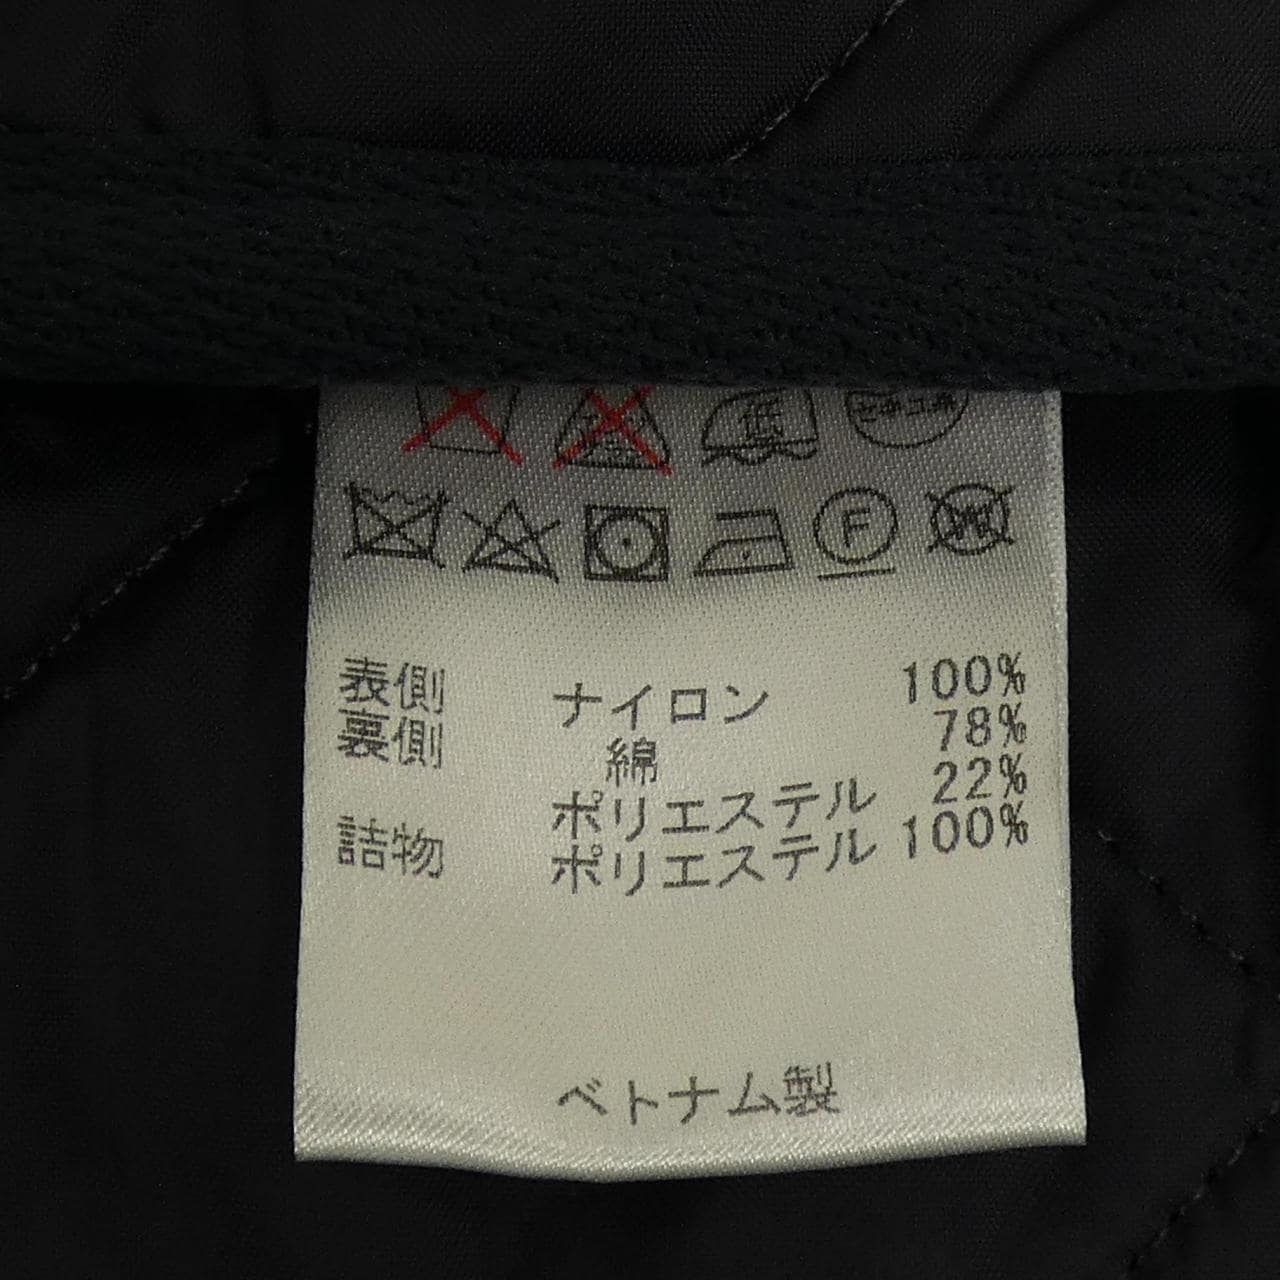 低
F
W
表側 ナイロン 100%
裏側 綿 78%
ポリエステル 22%
詰物 ポリエステル 100%
ベトナム製